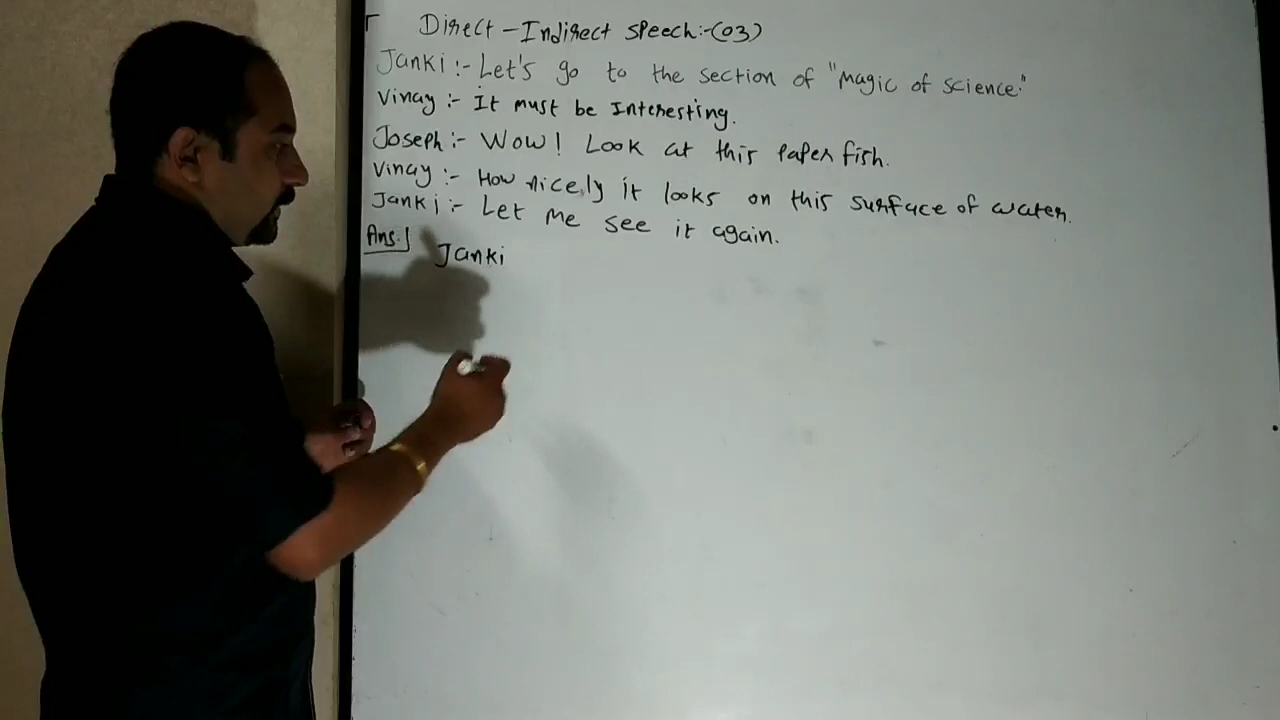 Direct - Indirect speech:-(03)
Janki :- Let's go to the section of "magic of science."
Vinay :- It must be Interesting.
Joseph :- Wow! Look at this paper fish.
Vinay :- How nicely it looks on this surface of water.
Janki :- Let me see it again.
Ans.] Janki